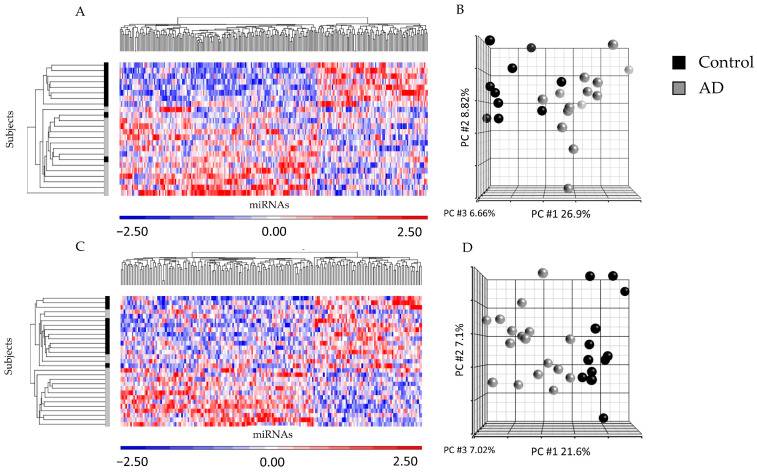 A
B
Control
AD
Subjects
miRNAs
−2.50
0.00
2.50
PC #2 8.82%
PC #3 6.66%
PC #1 26.9%
C
D
Subjects
miRNAs
−2.50
0.00
2.50
PC #2 7.1%
PC #3 7.02%
PC #1 21.6%